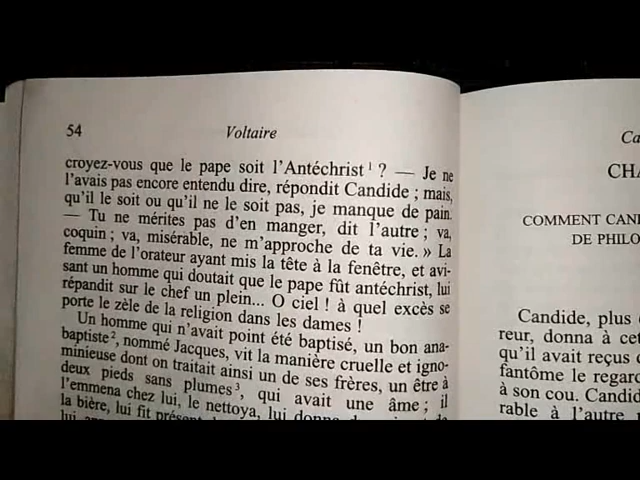 54
Voltaire
croyez-vous que le pape soit l'Antéchrist¹ ? — Je ne
l'avais pas encore entendu dire, répondit Candide ; mais,
qu'il le soit ou qu'il ne le soit pas, je manque de pain.
— Tu ne mérites pas d'en manger, dit l'autre ; va,
coquin ; va, misérable, ne m'approche de ta vie. » La
femme de l'orateur ayant mis la tête à la fenêtre, et avi-
sant un homme qui doutait que le pape fût antéchrist, lui
répandit sur le chef un plein... O ciel ! à quel excès se
porte le zèle de la religion dans les dames !
Un homme qui n'avait point été baptisé, un bon ana-
baptiste², nommé Jacques, vit la manière cruelle et igno-
minieuse dont on traitait ainsi un de ses frères, un être à
deux pieds sans plumes³, qui avait une âme ; il
l'emmena chez lui, le nettoya, lui donna
la bière, lui fit présent
Ca
CHA
COMMENT CAND
DE PHILO
Candide, plus
reur, donna à cet
qu'il avait reçus d
fantôme le regard
à son cou. Candid
rable à l'autre